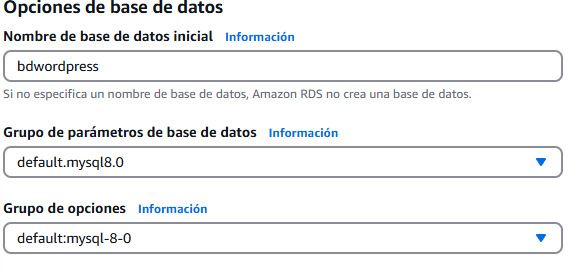 Opciones de base de datos
Nombre de base de datos inicial Información
bdwordpress
Si no especifica un nombre de base de datos, Amazon RDS no crea una base de datos.
Grupo de parámetros de base de datos Información
default.mysql8.0
Grupo de opciones Información
default:mysql-8-0